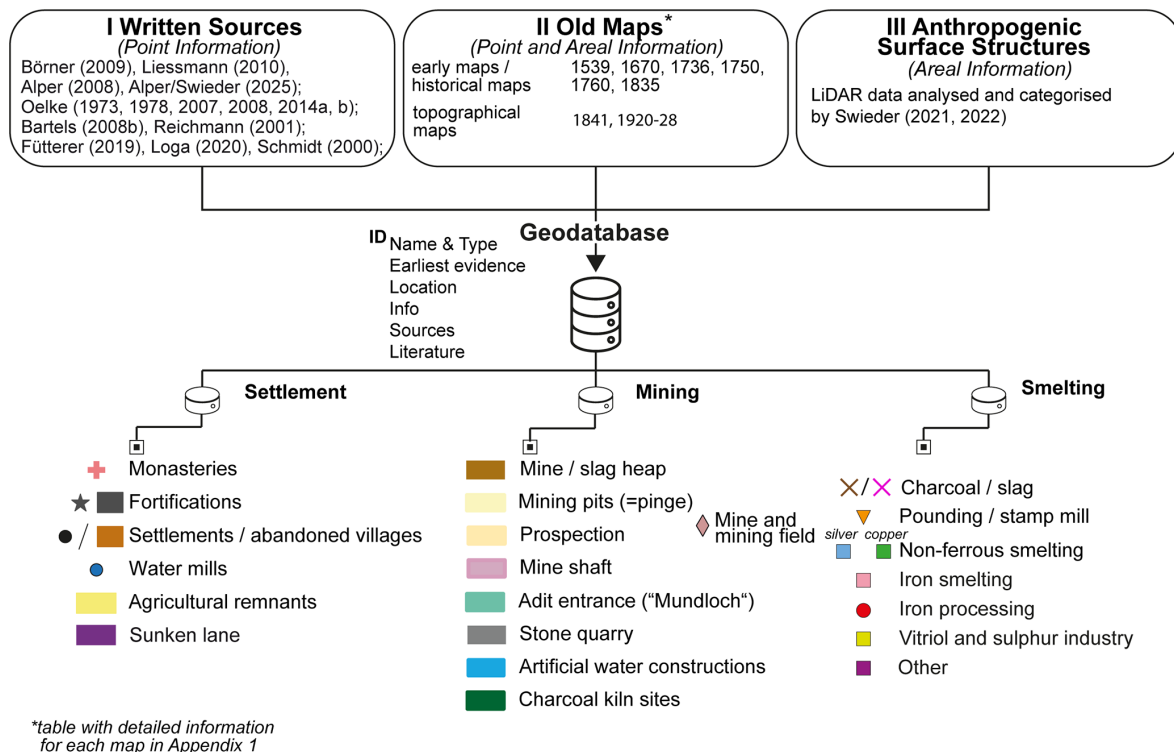 I Written Sources
(Point Information)
Börner (2009), Liessmann (2010),
Alper (2008), Alper/Swieder (2025);
Oelke (1973, 1978, 2007, 2008, 2014a, b);
Bartels (2008b), Reichmann (2001);
Fütterer (2019), Loga (2020), Schmidt (2000);
II Old Maps*
(Point and Areal Information)
early maps / 1539, 1670, 1736, 1750,
historical maps 1760, 1835
topographical 1841, 1920-28
maps
III Anthropogenic
Surface Structures
(Areal Information)
LiDAR data analysed and categorised
by Swieder (2021, 2022)
Geodatabase
ID Name & Type
Earliest evidence
Location
Info
Sources
Literature
Settlement
Monasteries
Fortifications
/ Settlements / abandoned villages
Water mills
Agricultural remnants
Sunken lane
Mining
Mine / slag heap
Mining pits (=pinge)
Prospection
Mine shaft
Adit entrance (“Mundloch“)
Stone quarry
Artificial water constructions
Charcoal kiln sites
Mine and
mining field
Smelting
/ Charcoal / slag
Pounding / stamp mill
silver copper
Non-ferrous smelting
Iron smelting
Iron processing
Vitriol and sulphur industry
Other
*table with detailed information
for each map in Appendix 1